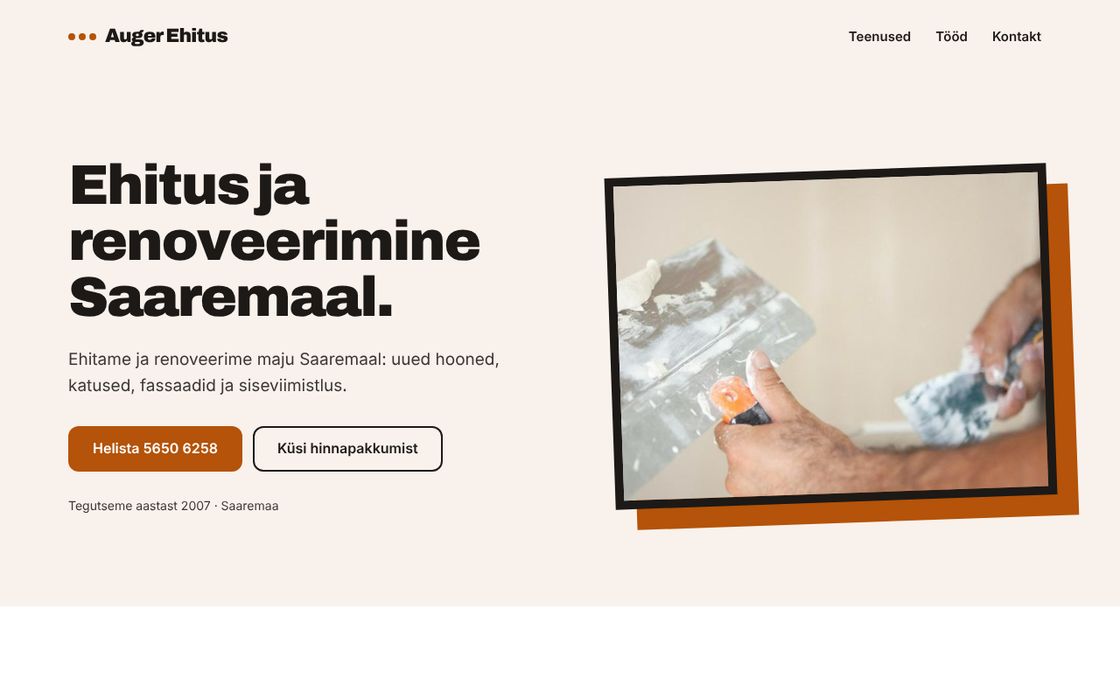 Auger Ehitus
Teenused Tööd Kontakt
Ehitus ja
renoveerimine
Saaremaal.
Ehitame ja renoveerime maju Saaremaal: uued hooned,
katused, fassaadid ja siseviimistlus.
Helista 5650 6258 Küsi hinnapakkumist
Tegutseme aastast 2007 · Saaremaa